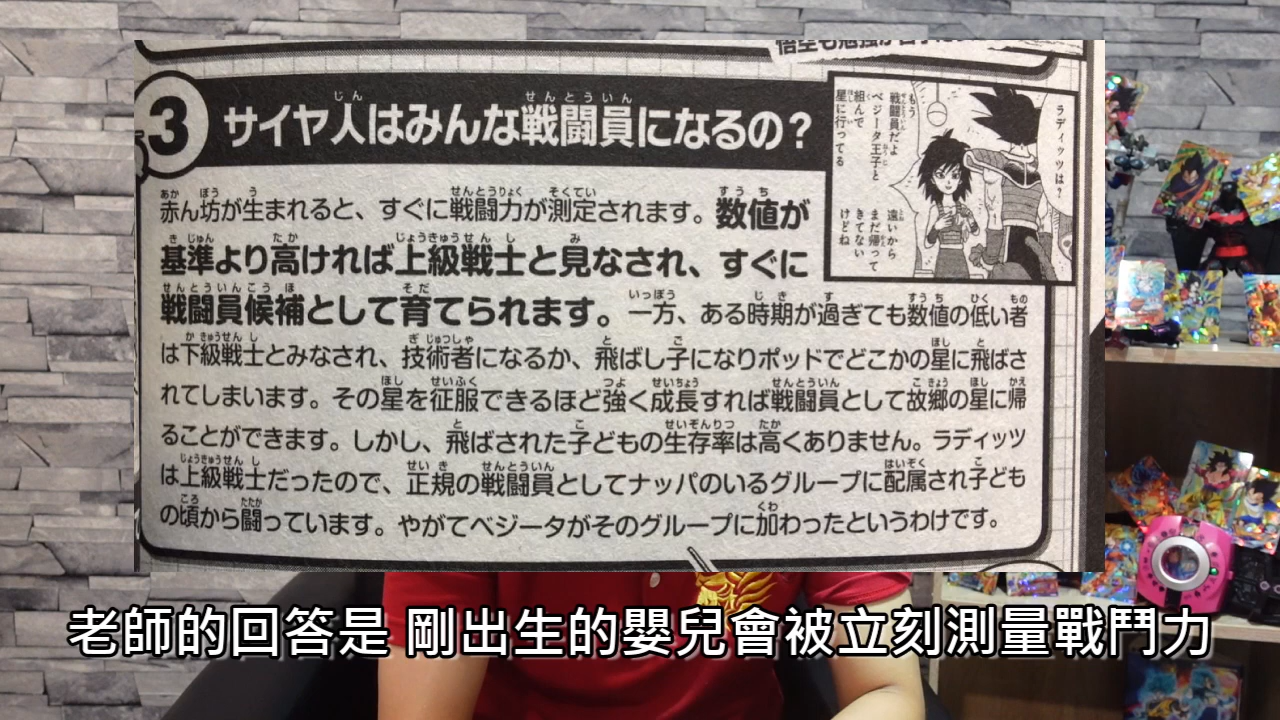 3 サイヤ人はみんな戦闘員になるの?
赤ん坊が生まれると、すぐに戦闘力が測定されます。数値が
基準より高ければ上級戦士と見なされ、すぐに
戦闘員候補として育てられます。一方、ある時期が過ぎても数値の低い者
は下級戦士とみなされ、技術者になるか、飛ばし子になりポッドでどこかの星に飛ばさ
れてしまいます。その星を征服できるほど強く成長すれば戦闘員として故郷の星に帰
ることができます。しかし、飛ばされた子どもの生存率は高くありません。ラディッツ
は上級戦士だったので、正規の戦闘員としてナッパのいるグループに配属され子ども
の頃から闘っています。やがてベジータがそのグループに加わったというわけです。
ラディッツは?
もう
戦闘員だよ
ベジータ王子と
組んで
星に行ってる
遠いから
まだ帰って
きてない
けどね
老師的回答是 剛出生的嬰兒會被立刻測量戰鬥力